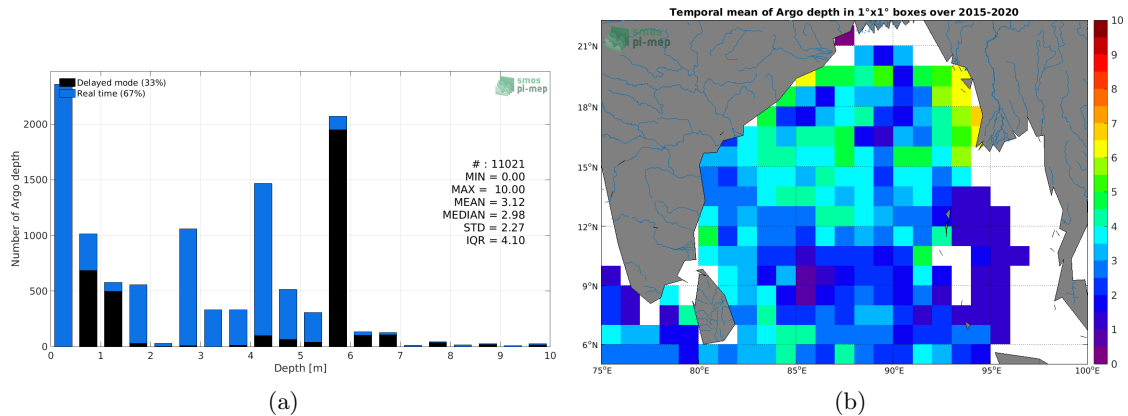 Delayed mode (33%)
Real time (67%)
smos
pi-mep
# : 11021
MIN = 0.00
MAX = 10.00
MEAN = 3.12
MEDIAN = 2.98
STD = 2.27
IQR = 4.10
Number of Argo depth
2000
1500
1000
500
0
0 1 2 3 4 5 6 7 8 9 10
Depth [m]
(a)
Temporal mean of Argo depth in 1°x1° boxes over 2015-2020
smos
pi-mep
21°N
18°N
15°N
12°N
9°N
6°N
75°E 80°E 85°E 90°E 95°E 100°E
10
9
8
7
6
5
4
3
2
1
0
(b)